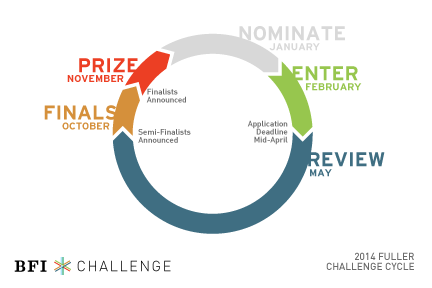 NOMINATE
JANUARY
PRIZE
NOVEMBER
ENTER
FEBRUARY
Finalists
Announced
FINALS
OCTOBER
Application
Deadline
Mid-April
Semi-Finalists
Announced
REVIEW
MAY
BFI CHALLENGE
2014 FULLER
CHALLENGE CYCLE